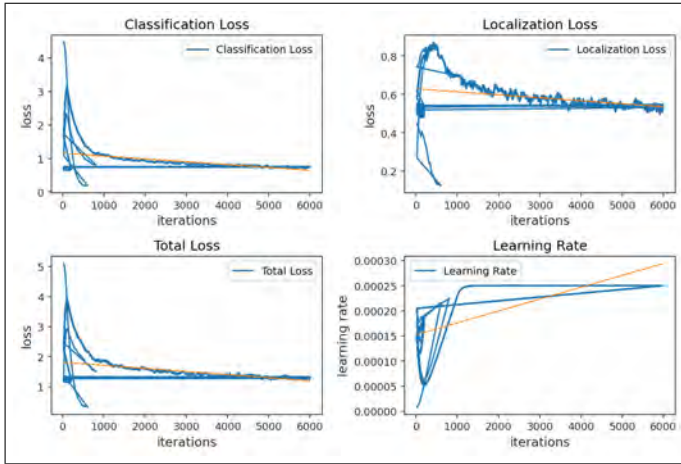 Classification Loss
Classification Loss
loss
4
3
2
1
0
0 1000 2000 3000 4000 5000 6000
iterations
Localization Loss
Localization Loss
loss
0.8
0.6
0.4
0.2
0 1000 2000 3000 4000 5000 6000
iterations
Total Loss
Total Loss
loss
5
4
3
2
1
0 1000 2000 3000 4000 5000 6000
iterations
Learning Rate
Learning Rate
learning rate
0.00030
0.00025
0.00020
0.00015
0.00010
0.00005
0.00000
0 1000 2000 3000 4000 5000 6000
iterations